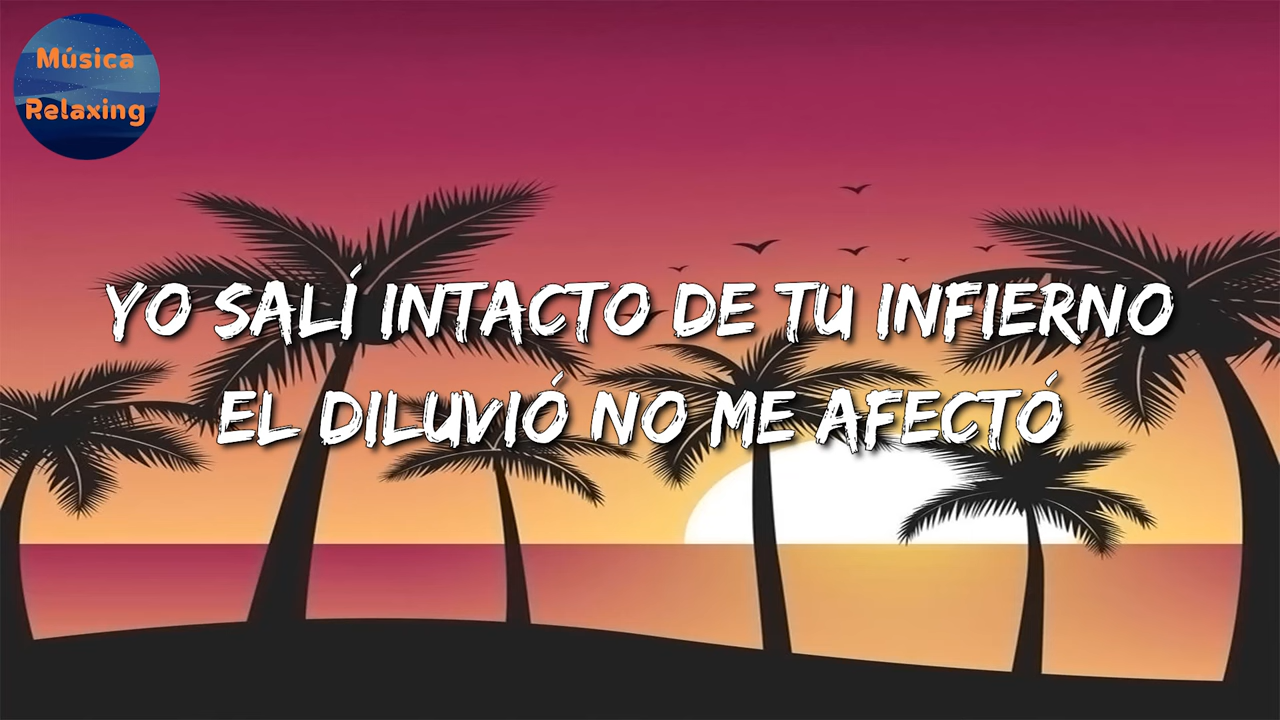 Música
Relaxing
YO SALÍ INTACTO DE TU INFIERNO
EL DILUVIÓ NO ME AFECTÓ